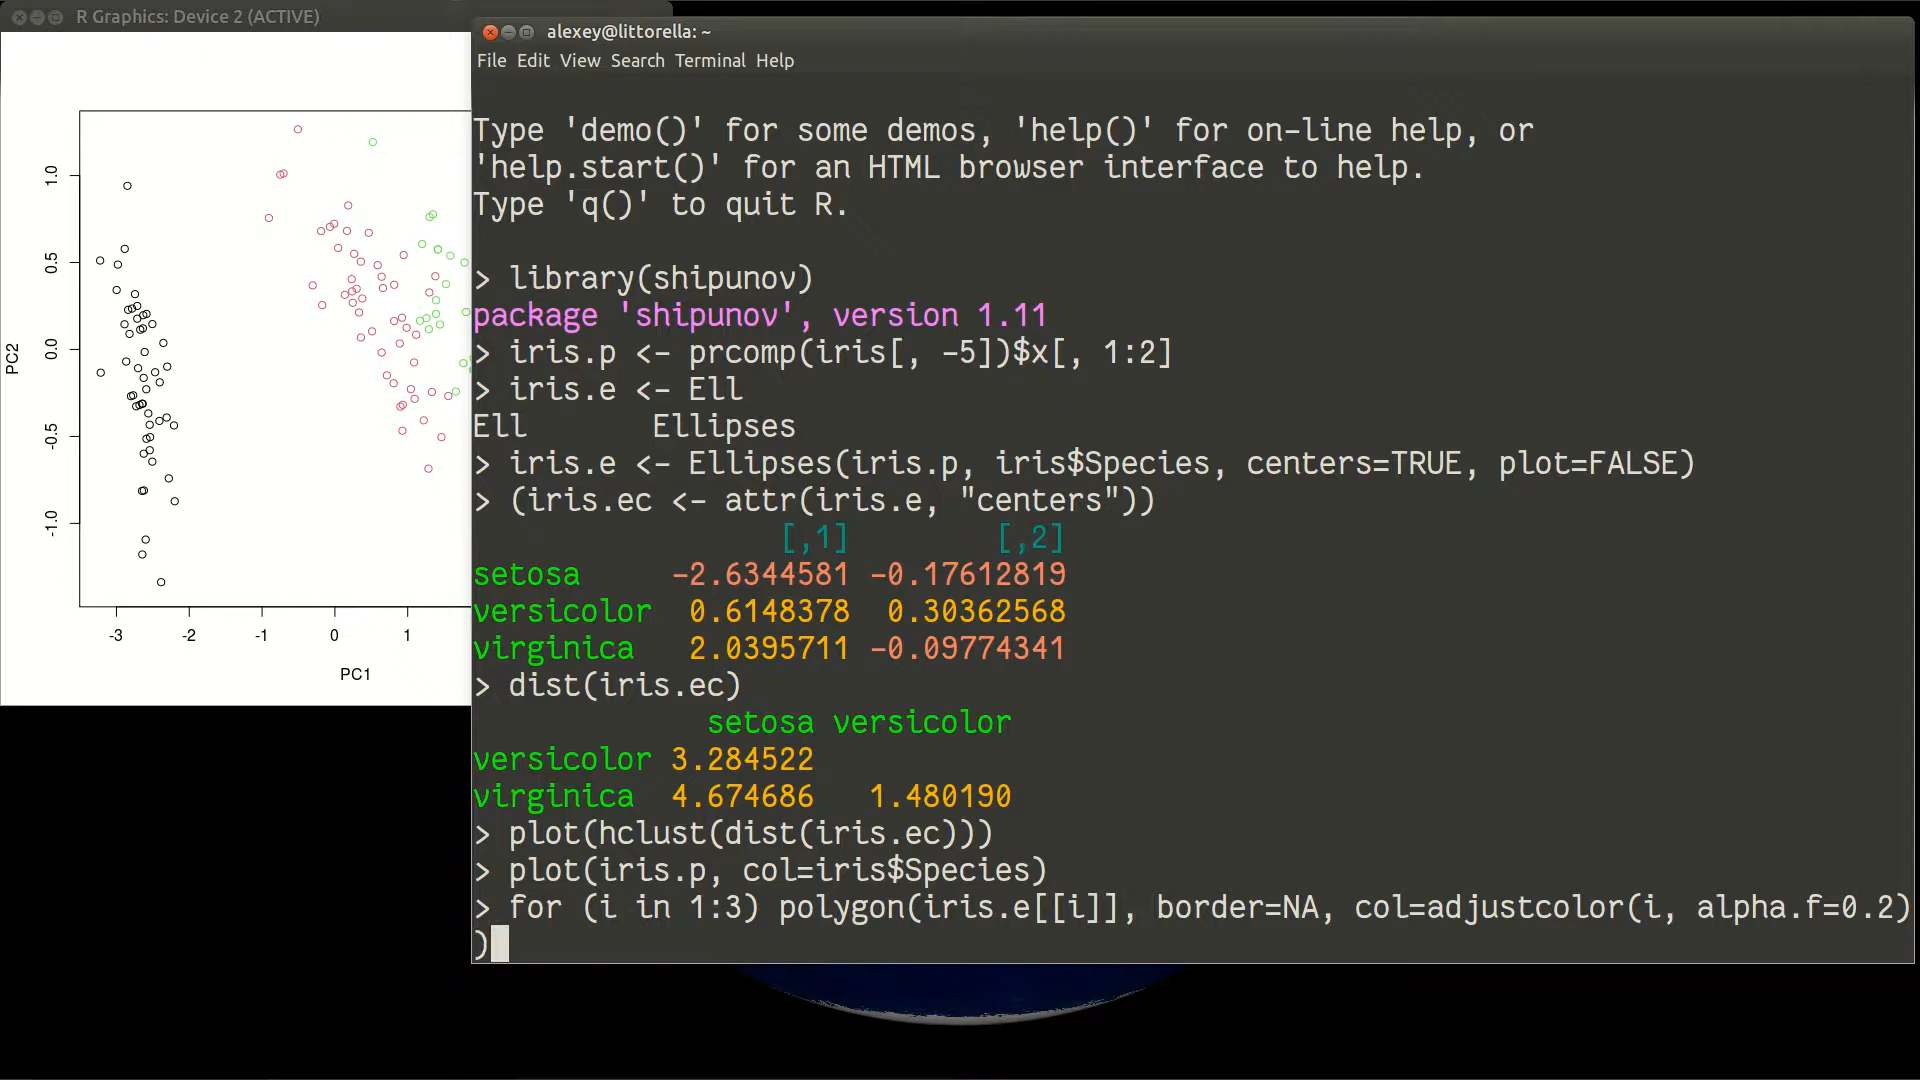 R Graphics: Device 2 (ACTIVE)
1.0
0.5
0.0
-0.5
-1.0
PC2
-3 -2 -1 0 1
PC1
alexey@littorella: ~
File Edit View Search Terminal Help
Type 'demo()' for some demos, 'help()' for on-line help, or
'help.start()' for an HTML browser interface to help.
Type 'q()' to quit R.
> library(shipunov)
package 'shipunov', version 1.11
> iris.p <- prcomp(iris[, -5])$x[, 1:2]
> iris.e <- Ell
Ell Ellipses
> iris.e <- Ellipses(iris.p, iris$Species, centers=TRUE, plot=FALSE)
> (iris.ec <- attr(iris.e, "centers"))
[,1] [,2]
setosa -2.6344581 -0.17612819
versicolor 0.6148378 0.30362568
virginica 2.0395711 -0.09774341
> dist(iris.ec)
setosa versicolor
versicolor 3.284522
virginica 4.674686 1.480190
> plot(hclust(dist(iris.ec)))
> plot(iris.p, col=iris$Species)
> for (i in 1:3) polygon(iris.e[[i]], border=NA, col=adjustcolor(i, alpha.f=0.2)
)